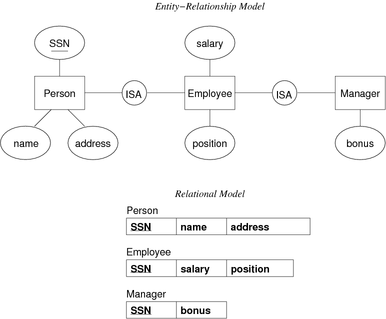 Entity−Relationship Model
SSN
salary
Person
ISA
Employee
ISA
Manager
name
address
position
bonus
Relational Model
Person
SSN name address
Employee
SSN salary position
Manager
SSN bonus